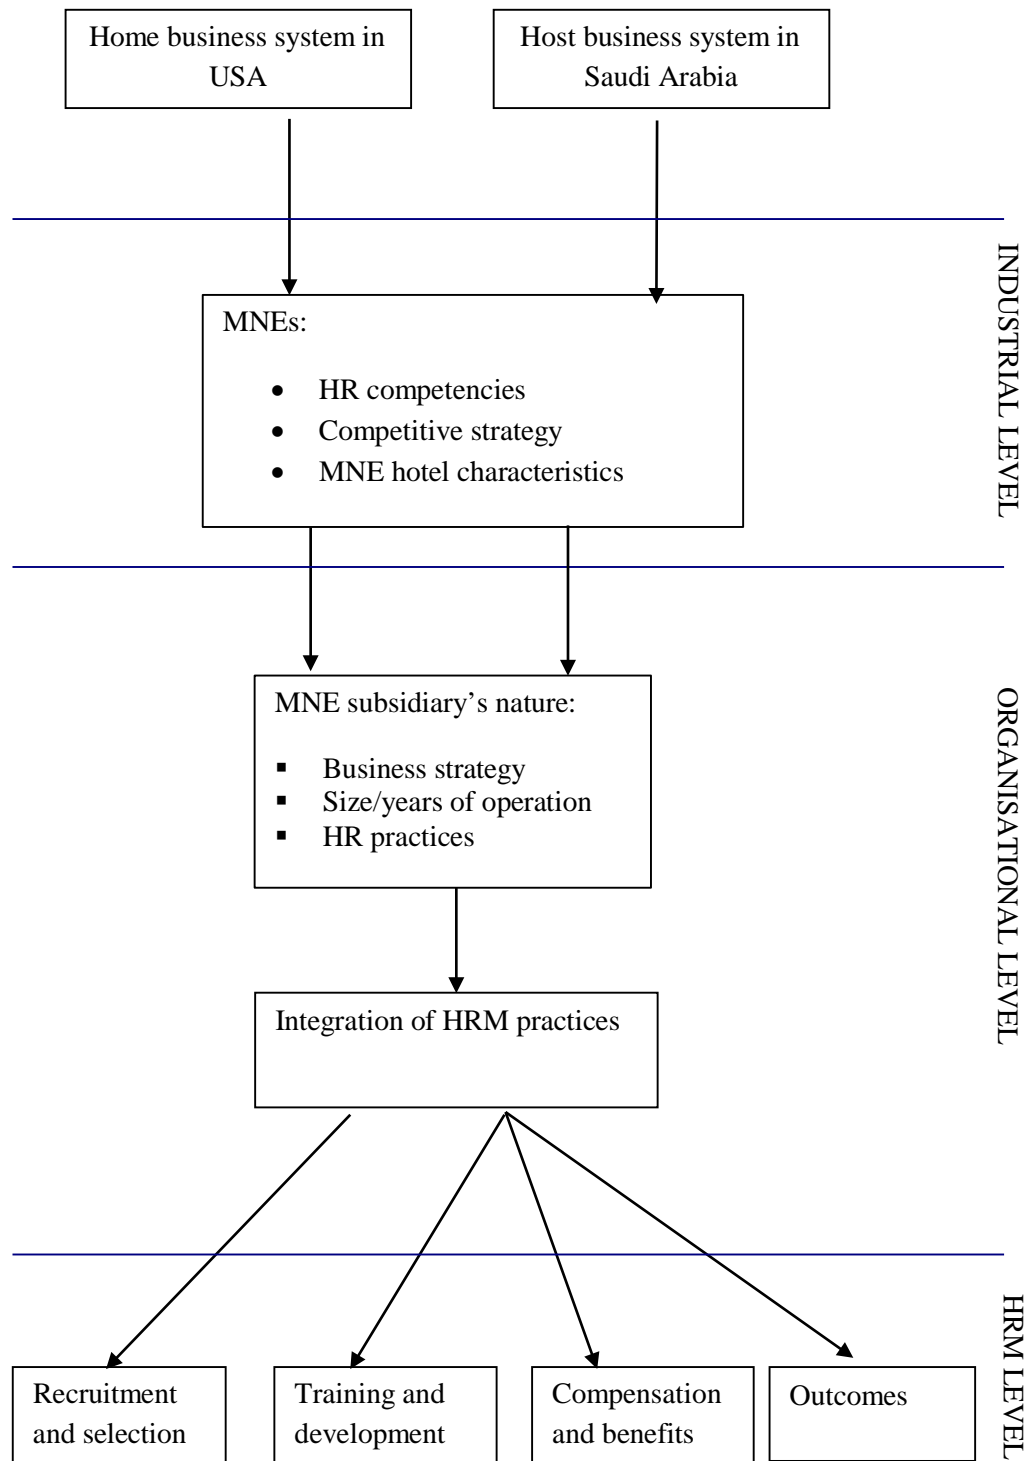 Home business system in
USA
Host business system in
Saudi Arabia
INDUSTRIAL LEVEL
MNEs:
• HR competencies
• Competitive strategy
• MNE hotel characteristics
ORGANISATIONAL LEVEL
MNE subsidiary’s nature:
▪ Business strategy
▪ Size/years of operation
▪ HR practices
Integration of HRM practices
HRM LEVEL
Recruitment
and selection
Training and
development
Compensation
and benefits
Outcomes